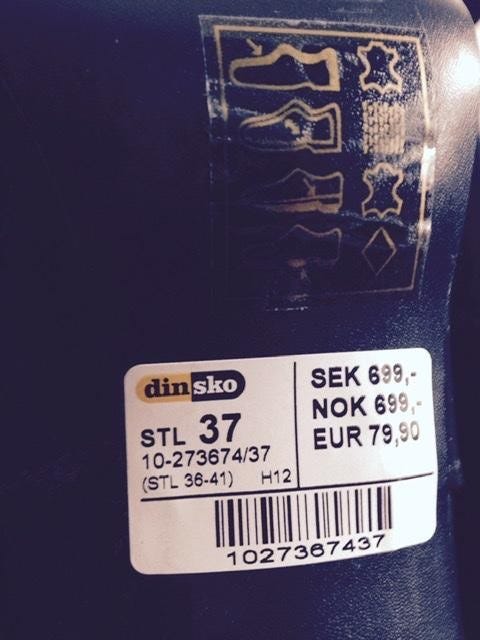 dinsko
STL 37
10-273674/37
(STL 36-41) H12
SEK 699,-
NOK 699,-
EUR 79,90
1027367437